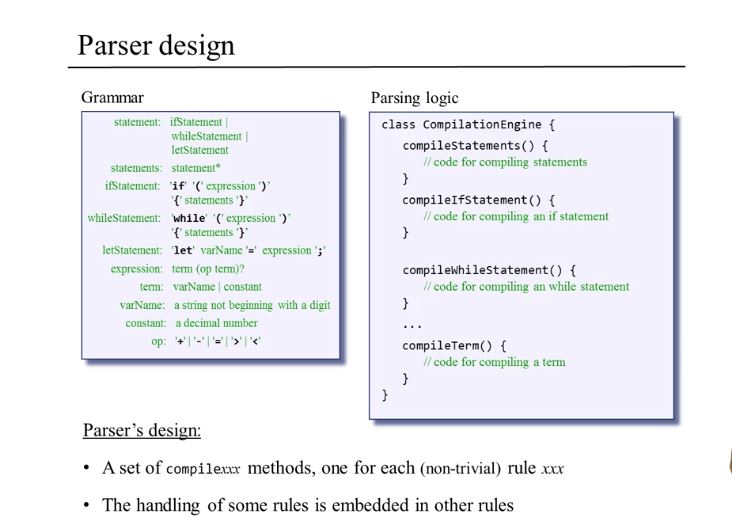 Parser design
Grammar
statement: ifStatement |
whileStatement |
letStatement
statements: statement*
ifStatement: 'if' '(' expression ')'
'{' statements '}'
whileStatement: 'while' '(' expression ')'
'{' statements '}'
letStatement: 'let' varName '=' expression ';'
expression: term (op term)?
term: varName | constant
varName: a string not beginning with a digit
constant: a decimal number
op: '+' | '-' | '=' | '>' | '<'
Parsing logic
class CompilationEngine {
compileStatements() {
// code for compiling statements
}
compileIfStatement() {
// code for compiling an if statement
}
compileWhileStatement() {
// code for compiling an while statement
}
...
compileTerm() {
// code for compiling a term
}
}
Parser's design:
• A set of compilexxx methods, one for each (non-trivial) rule xxx
• The handling of some rules is embedded in other rules